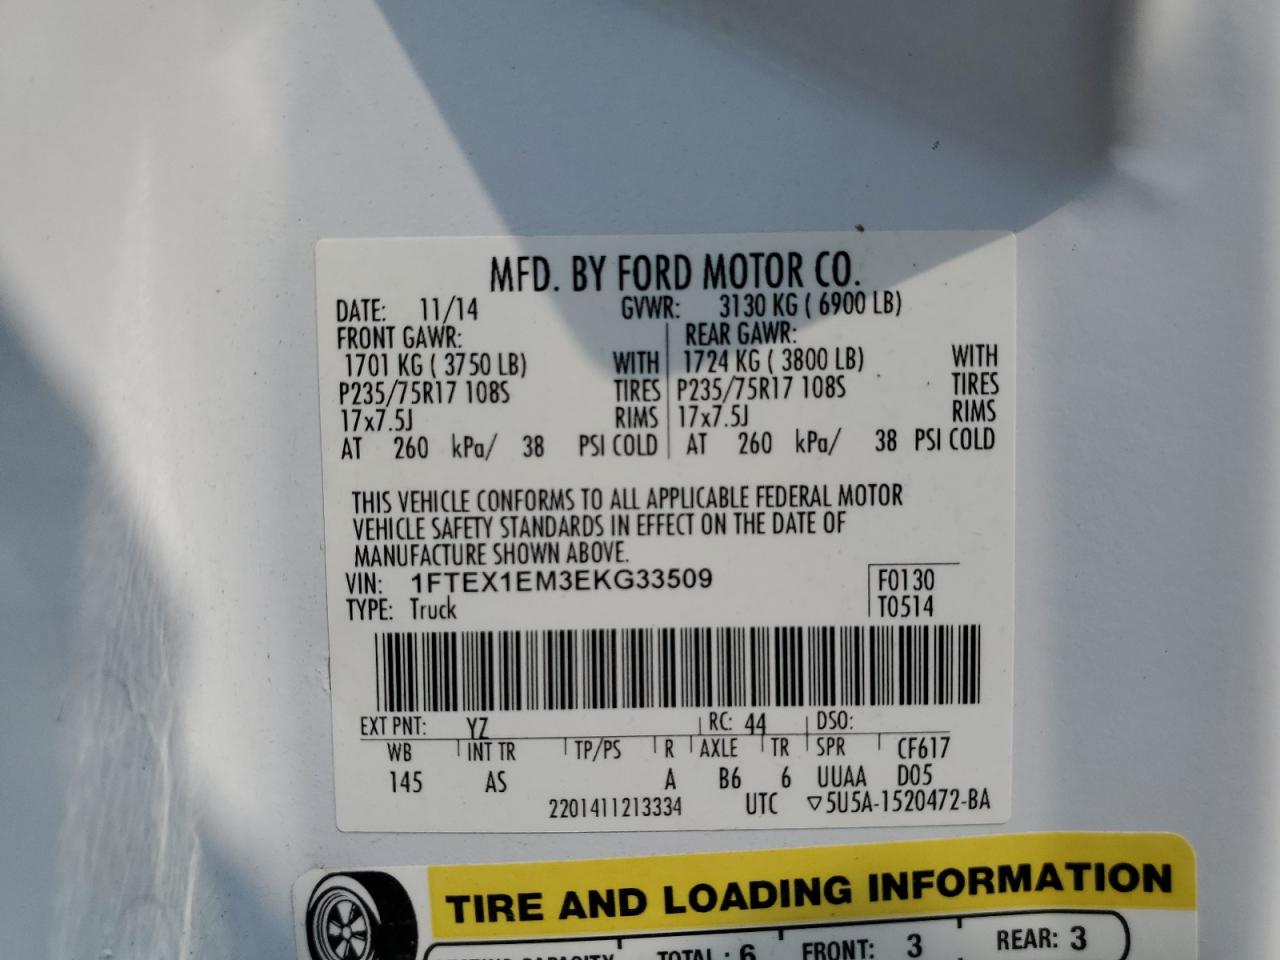 MFD. BY FORD MOTOR CO.
DATE: 11/14 GVWR: 3130 KG ( 6900 LB)
FRONT GAWR: REAR GAWR:
1701 KG ( 3750 LB) WITH 1724 KG ( 3800 LB) WITH
P235/75R17 108S TIRES P235/75R17 108S TIRES
17x7.5J RIMS 17x7.5J RIMS
AT 260 kPa/ 38 PSI COLD AT 260 kPa/ 38 PSI COLD
THIS VEHICLE CONFORMS TO ALL APPLICABLE FEDERAL MOTOR
VEHICLE SAFETY STANDARDS IN EFFECT ON THE DATE OF
MANUFACTURE SHOWN ABOVE.
VIN: 1FTEX1EM3EKG33509 F0130
TYPE: Truck T0514
EXT PNT: YZ RC: 44 DSO:
WB INT TR TP/PS R AXLE TR SPR CF617
145 AS A B6 6 UUAA D05
2201411213334 UTC ▽5U5A-1520472-BA
TIRE AND LOADING INFORMATION
TOTAL : 6 FRONT: 3 REAR: 3